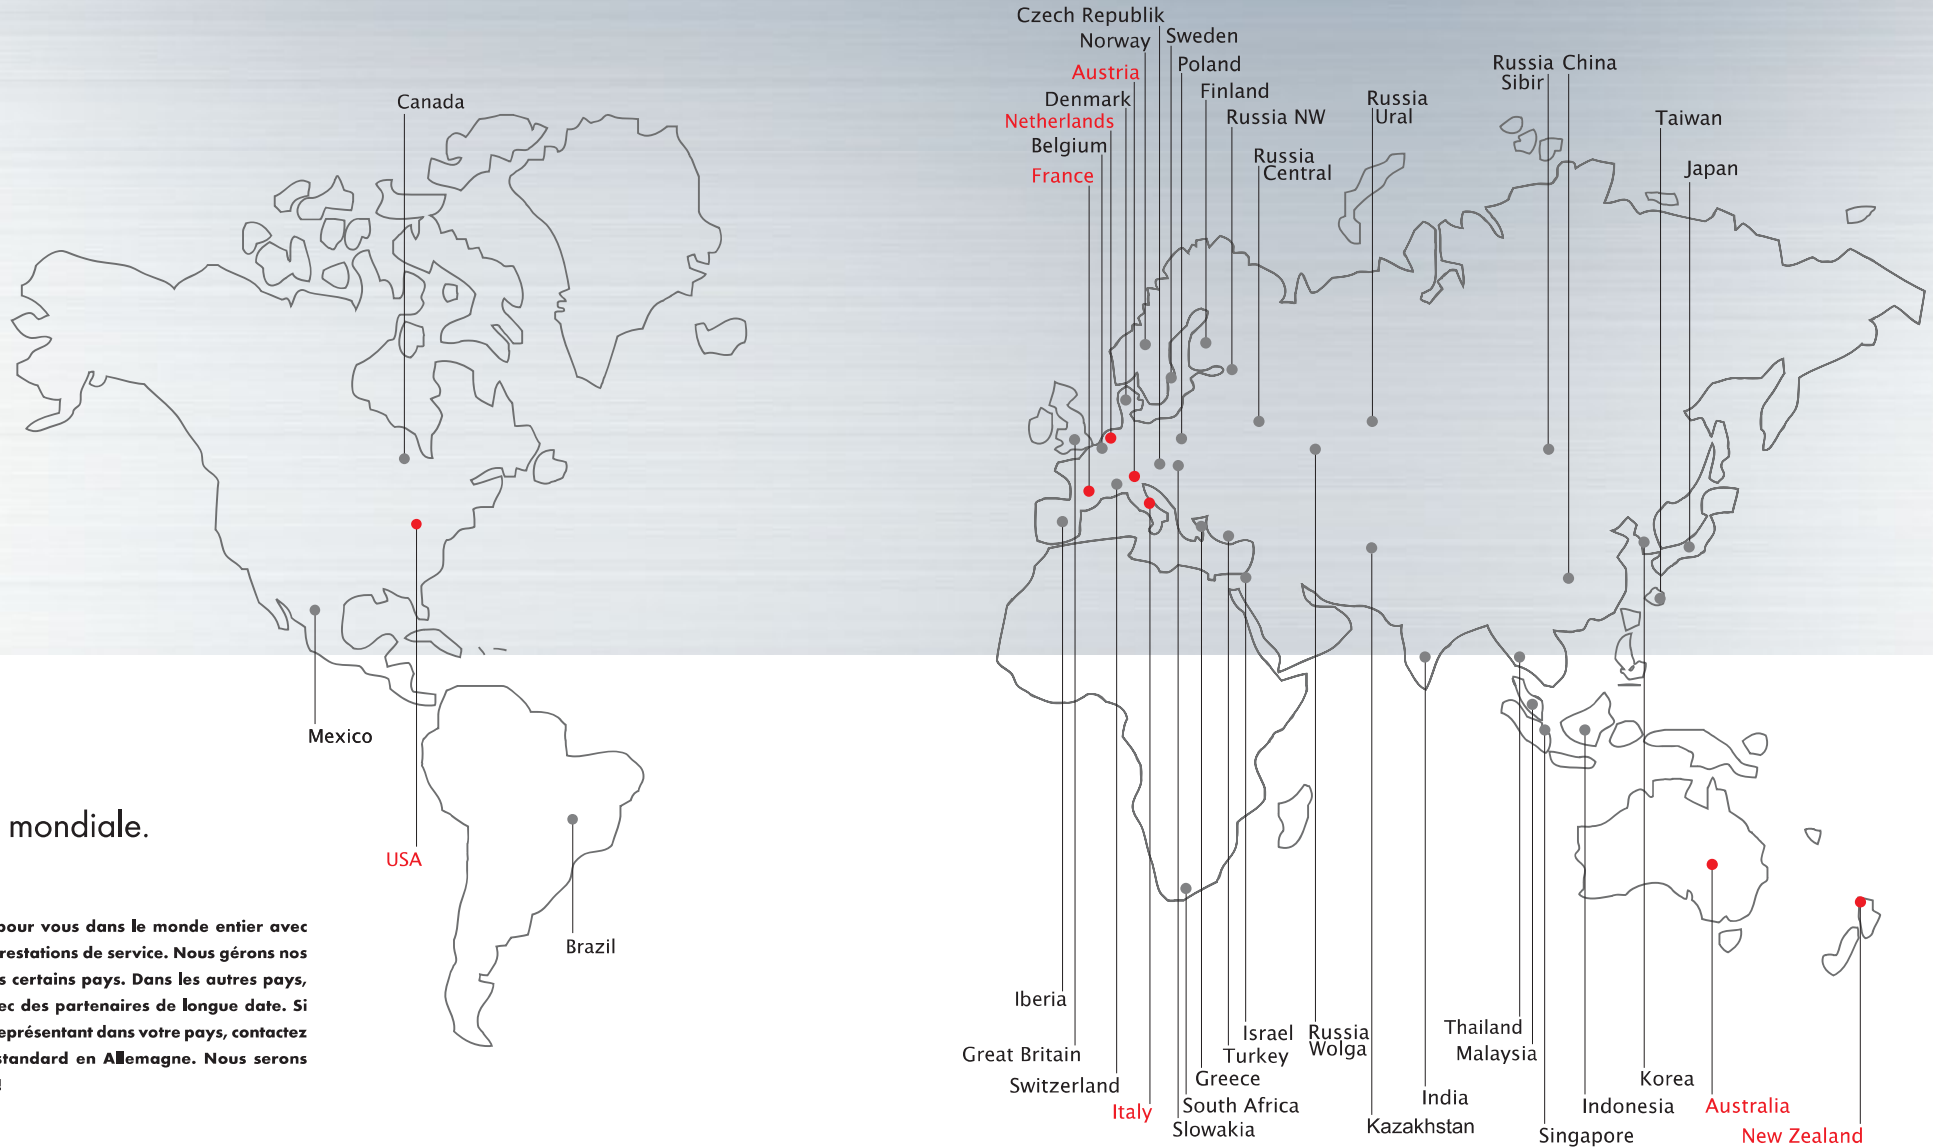 Czech Republik
Norway
Sweden
Austria
Poland
Denmark
Finland
Netherlands
Russia NW
Belgium
France
Russia
Central
Russia
Ural
Russia
Sibir
China
Taiwan
Japan
Canada
Mexico
USA
Brazil
mondiale.
pour vous dans le monde entier avec
restations de service. Nous gérons nos
s certains pays. Dans les autres pays,
ec des partenaires de longue date. Si
eprésentant dans votre pays, contactez
standard en Allemagne. Nous serons
!
Iberia
Great Britain
Switzerland
Italy
Israel
Turkey
Greece
South Africa
Slowakia
Russia
Wolga
India
Kazakhstan
Thailand
Malaysia
Korea
Indonesia
Singapore
Australia
New Zealand